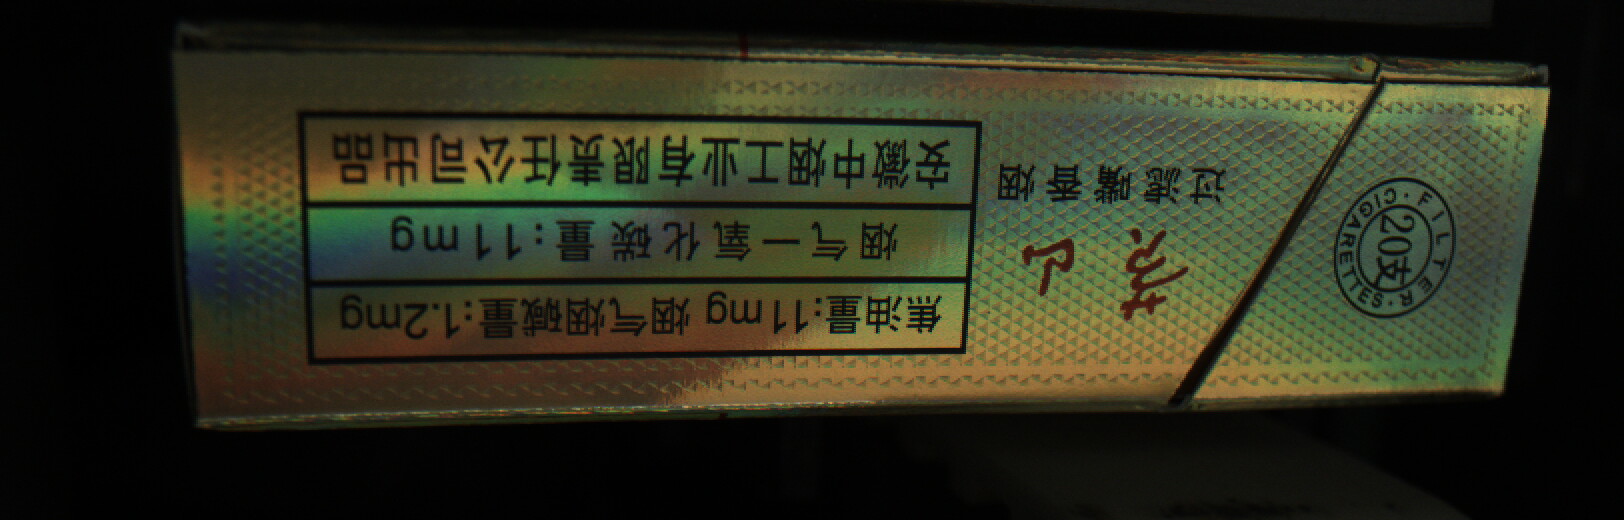 FILTER · CIGARETTES ·
20支
黄山
过滤嘴香烟
焦油量:11mg 烟气烟碱量:1.2mg
烟气一氧化碳量:11mg
安徽中烟工业有限责任公司出品